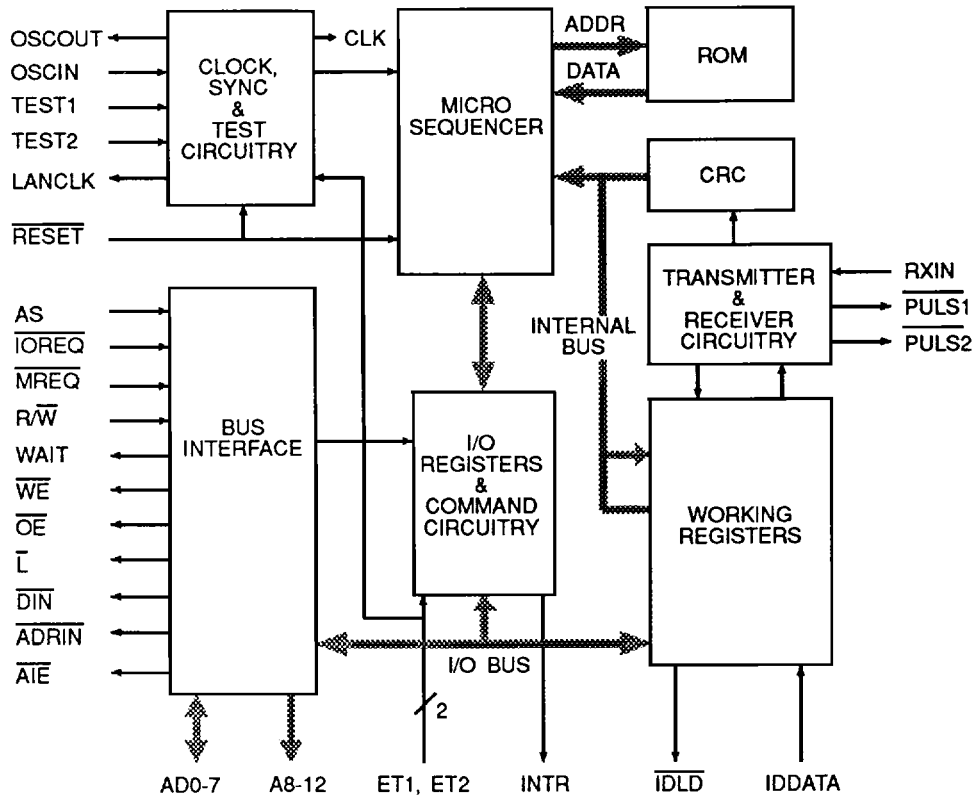 OSCOUT
OSCIN
TEST1
TEST2
LANCLK
RESET
CLOCK,
SYNC
&
TEST
CIRCUITRY
CLK
MICRO
SEQUENCER
ADDR
DATA
ROM
CRC
TRANSMITTER
&
RECEIVER
CIRCUITRY
RXIN
PULS1
PULS2
INTERNAL
BUS
AS
IOREQ
MREQ
R/W
WAIT
WE
OE
L
DIN
ADRIN
AIE
BUS
INTERFACE
I/O
REGISTERS
&
COMMAND
CIRCUITRY
WORKING
REGISTERS
I/O BUS
2
AD0-7
A8-12
ET1, ET2
INTR
IDLD
IDDATA